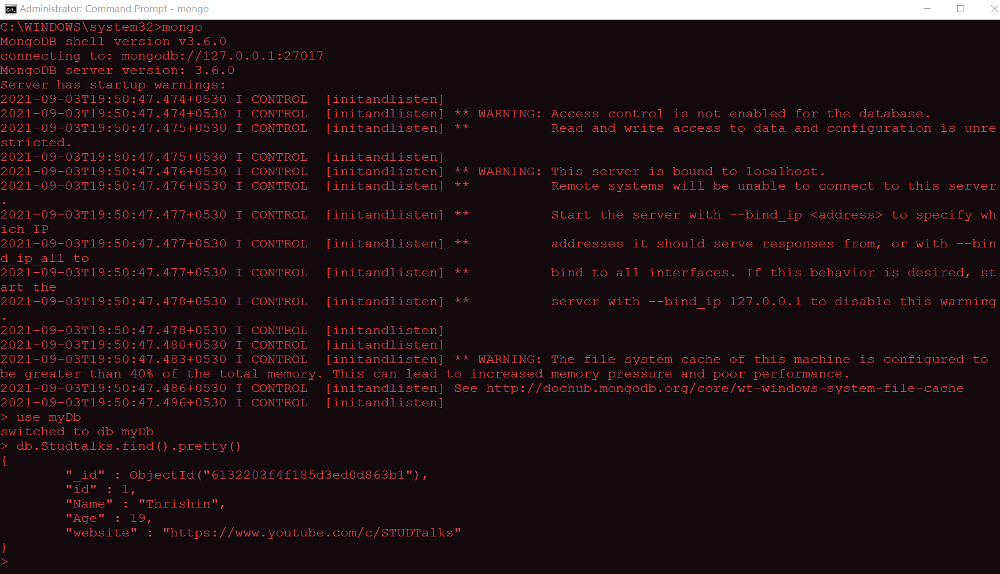 Administrator: Command Prompt - mongo
C:\WINDOWS\system32>mongo
MongoDB shell version v3.6.0
connecting to: mongodb://127.0.0.1:27017
MongoDB server version: 3.6.0
Server has startup warnings:
2021-09-03T19:50:47.474+0530 I CONTROL  [initandlisten]
2021-09-03T19:50:47.474+0530 I CONTROL  [initandlisten] ** WARNING: Access control is not enabled for the database.
2021-09-03T19:50:47.475+0530 I CONTROL  [initandlisten] **          Read and write access to data and configuration is unre
stricted.
2021-09-03T19:50:47.475+0530 I CONTROL  [initandlisten]
2021-09-03T19:50:47.476+0530 I CONTROL  [initandlisten] ** WARNING: This server is bound to localhost.
2021-09-03T19:50:47.476+0530 I CONTROL  [initandlisten] **          Remote systems will be unable to connect to this server
.
2021-09-03T19:50:47.477+0530 I CONTROL  [initandlisten] **          Start the server with --bind_ip <address> to specify wh
ich IP
2021-09-03T19:50:47.477+0530 I CONTROL  [initandlisten] **          addresses it should serve responses from, or with --bin
d_ip_all to
2021-09-03T19:50:47.477+0530 I CONTROL  [initandlisten] **          bind to all interfaces. If this behavior is desired, st
art the
2021-09-03T19:50:47.478+0530 I CONTROL  [initandlisten] **          server with --bind_ip 127.0.0.1 to disable this warning
.
2021-09-03T19:50:47.478+0530 I CONTROL  [initandlisten]
2021-09-03T19:50:47.480+0530 I CONTROL  [initandlisten]
2021-09-03T19:50:47.483+0530 I CONTROL  [initandlisten] ** WARNING: The file system cache of this machine is configured to
be greater than 40% of the total memory. This can lead to increased memory pressure and poor performance.
2021-09-03T19:50:47.486+0530 I CONTROL  [initandlisten] See http://dochub.mongodb.org/core/wt-windows-system-file-cache
2021-09-03T19:50:47.496+0530 I CONTROL  [initandlisten]
> use myDb
switched to db myDb
> db.Studtalks.find().pretty()
{
        "_id" : ObjectId("6132203f4f185d3ed0d863b1"),
        "id" : 1,
        "Name" : "Thrishin",
        "Age" : 19,
        "website" : "https://www.youtube.com/c/STUDTalks"
}
>